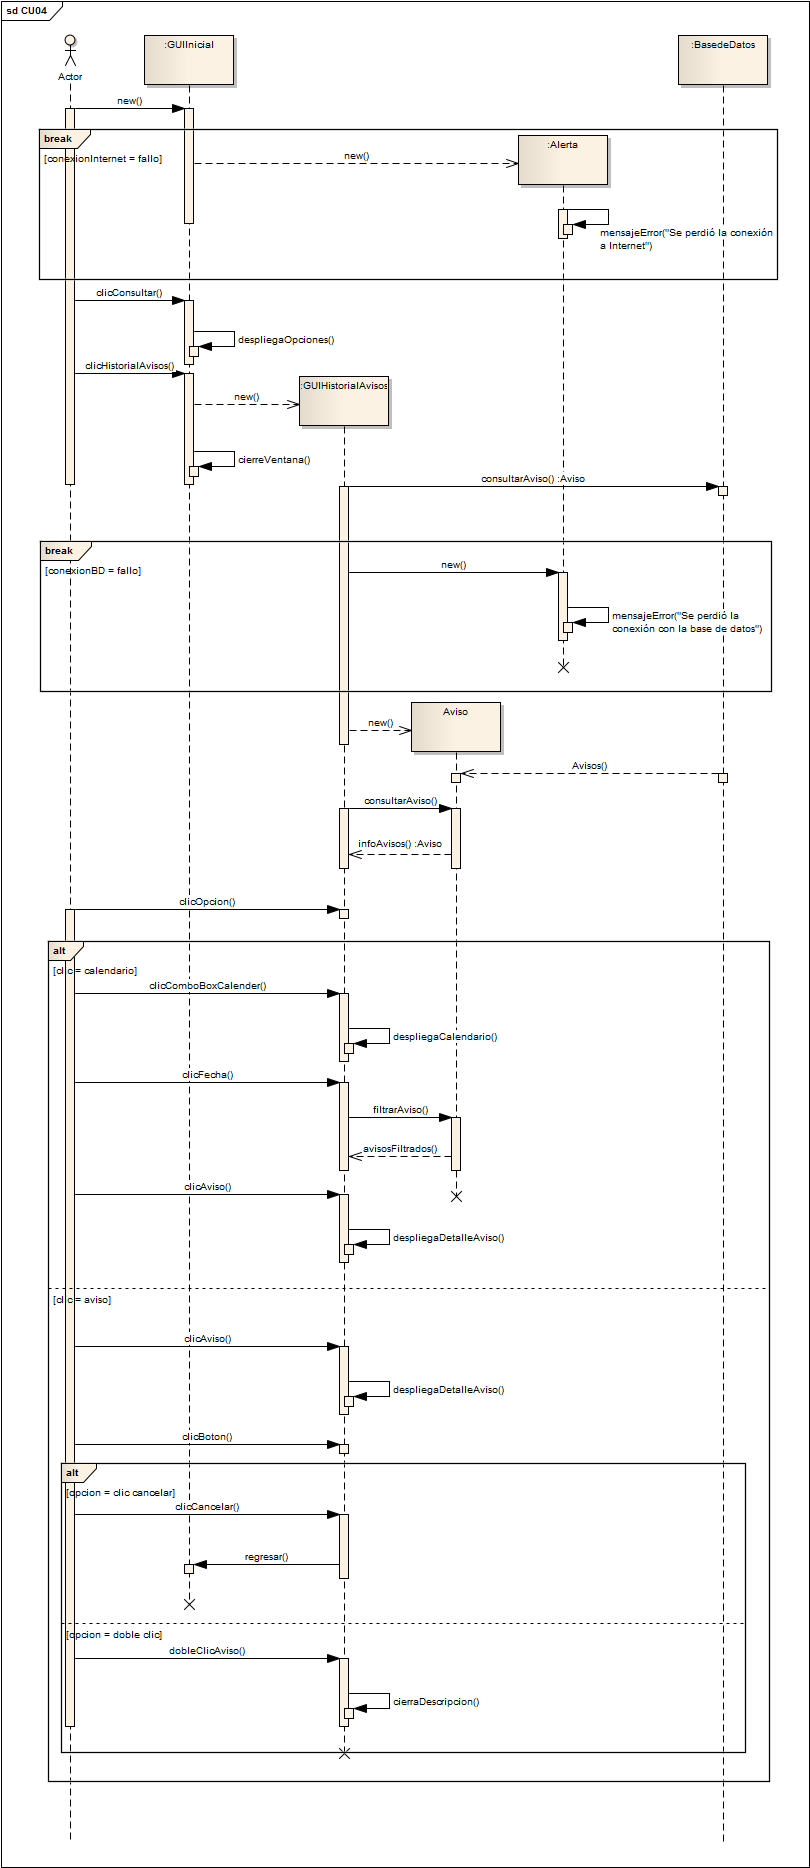 sd CU04
:GUIInicial
:BasedeDatos
Actor
new()
break
:Alerta
[conexionInternet = fallo]
new()
mensajeError("Se perdió la conexión
a Internet")
clicConsultar()
despliegaOpciones()
clicHistorialAvisos()
:GUIHistorialAvisos
new()
cierreVentana()
consultarAviso() :Aviso
break
[conexionBD = fallo]
new()
mensajeError("Se perdió la
conexión con la base de datos")
Aviso
new()
Avisos()
consultarAviso()
infoAvisos() :Aviso
clicOpcion()
alt
[clic = calendario]
clicComboBoxCalender()
despliegaCalendario()
clicFecha()
filtrarAviso()
avisosFiltrados()
clicAviso()
despliegaDetalleAviso()
[clic = aviso]
clicAviso()
despliegaDetalleAviso()
clicBoton()
alt
[opcion = clic cancelar]
clicCancelar()
regresar()
[opcion = doble clic]
dobleClicAviso()
cierraDescripcion()